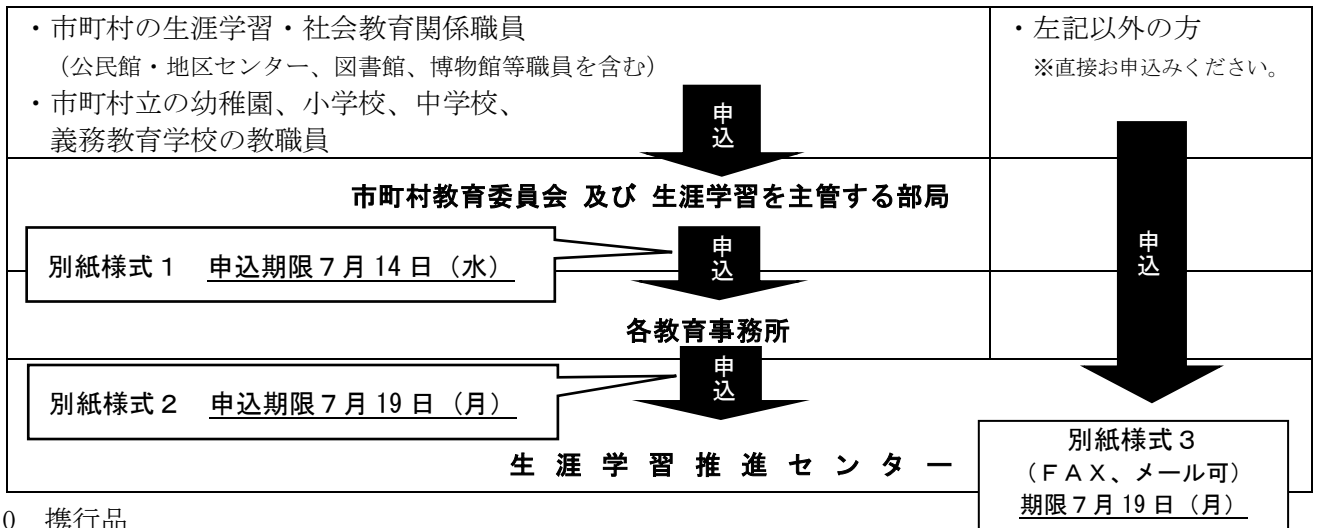 ・市町村の生涯学習・社会教育関係職員
（公民館・地区センター、図書館、博物館等職員を含む）
・市町村立の幼稚園、小学校、中学校、
義務教育学校の教職員
・左記以外の方
※直接お申込みください。
申込
市町村教育委員会 及び 生涯学習を主管する部局
別紙様式１ 申込期限７月14日（水）
申込
申込
各教育事務所
別紙様式２ 申込期限７月19日（月）
申込
生涯学習推進センター
別紙様式３
（ＦＡＸ、メール可）
期限７月19日（月）
0 携行品